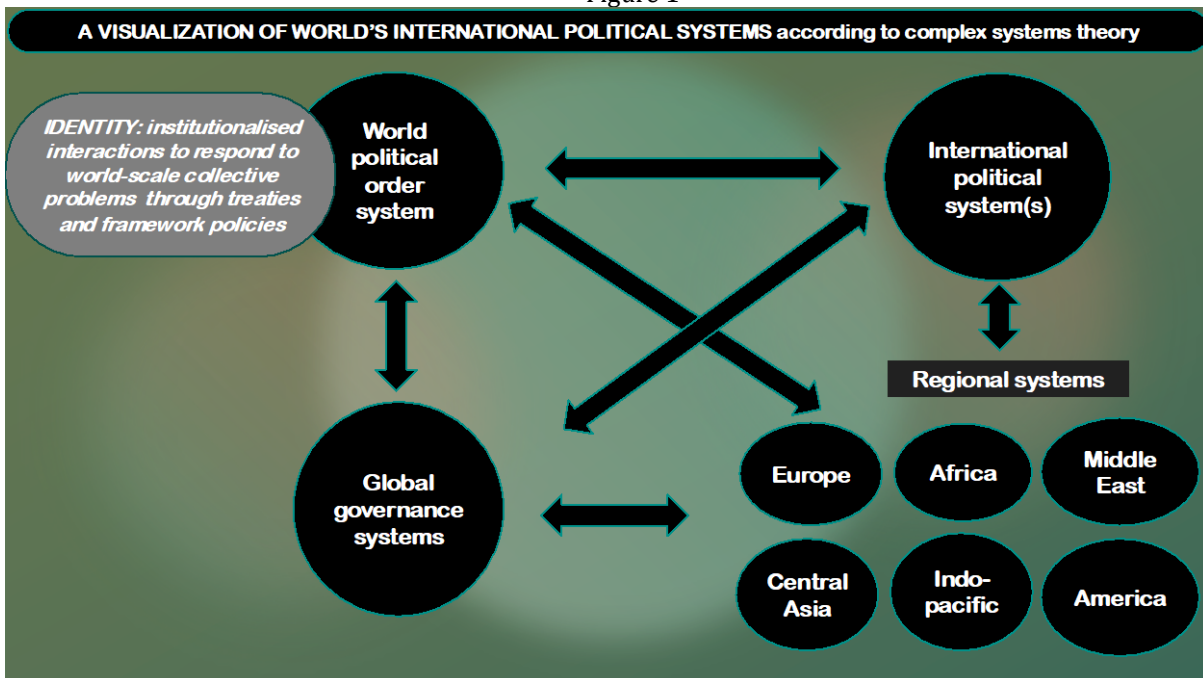 Figure 1
A VISUALIZATION OF WORLD'S INTERNATIONAL POLITICAL SYSTEMS according to complex systems theory
IDENTITY: institutionalised
interactions to respond to
world-scale collective
problems through treaties
and framework policies
World
political
order
system
International
political
system(s)
Regional systems
Global
governance
systems
Europe
Africa
Middle
East
Central
Asia
Indo-
pacific
America